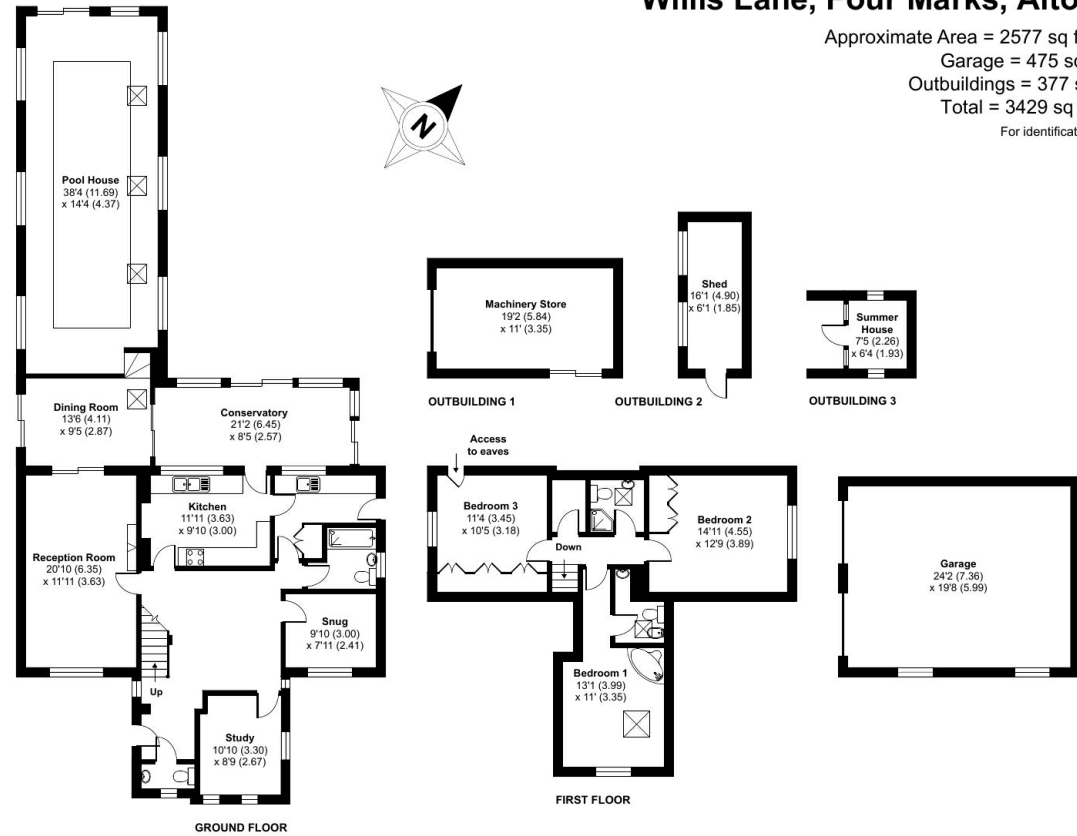 Willis Lane, Four Marks, Alto
Approximate Area = 2577 sq f
Garage = 475 sq
Outbuildings = 377 s
Total = 3429 sq
For identificat
N
Pool House
38'4 (11.69)
x 14'4 (4.37)
Machinery Store
19'2 (5.84)
x 11' (3.35)
OUTBUILDING 1
Shed
16'1 (4.90)
x 6'1 (1.85)
OUTBUILDING 2
Summer
House
7'5 (2.26)
x 6'4 (1.93)
OUTBUILDING 3
Dining Room
13'6 (4.11)
x 9'5 (2.87)
Conservatory
21'2 (6.45)
x 8'5 (2.57)
Kitchen
11'11 (3.63)
x 9'10 (3.00)
Reception Room
20'10 (6.35)
x 11'11 (3.63)
Snug
9'10 (3.00)
x 7'11 (2.41)
Up
Study
10'10 (3.30)
x 8'9 (2.67)
GROUND FLOOR
Access
to eaves
Bedroom 3
11'4 (3.45)
x 10'5 (3.18)
Down
Bedroom 2
14'11 (4.55)
x 12'9 (3.89)
Bedroom 1
13'1 (3.99)
x 11' (3.35)
FIRST FLOOR
Garage
24'2 (7.36)
x 19'8 (5.99)